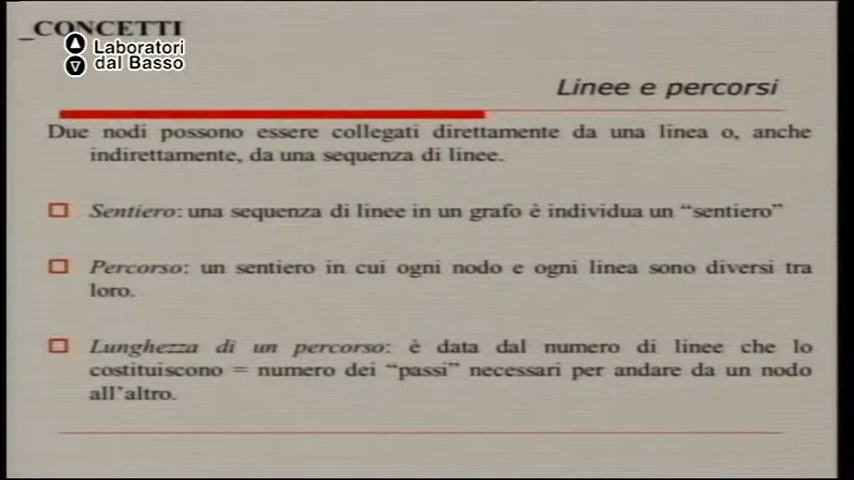 _CONCETTI
Laboratori
dal Basso
Linee e percorsi
Due nodi possono essere collegati direttamente da una linea o, anche
indirettamente, da una sequenza di linee.
Sentiero: una sequenza di linee in un grafo è individua un “sentiero”
Percorso: un sentiero in cui ogni nodo e ogni linea sono diversi tra
loro.
Lunghezza di un percorso: è data dal numero di linee che lo
costituiscono = numero dei “passi” necessari per andare da un nodo
all’altro.